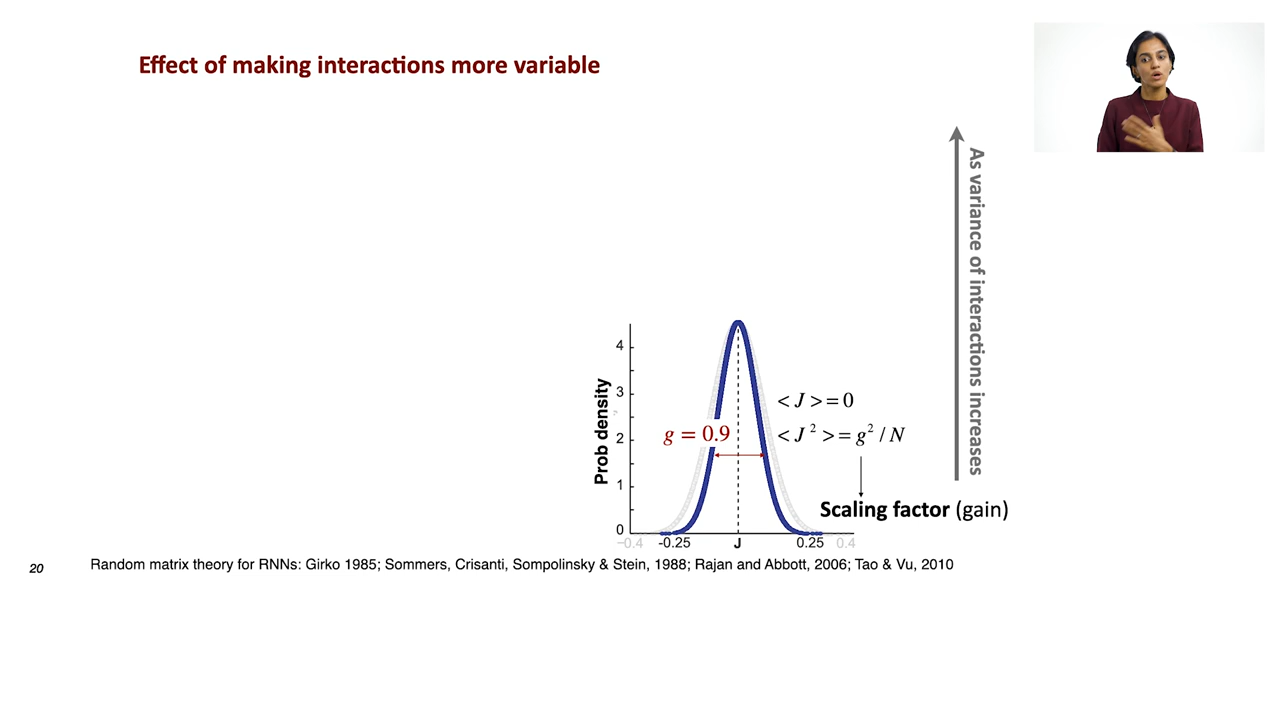 Effect of making interactions more variable
As variance of interactions increases
Prob density
4
3
2
1
0
g = 0.9
< J > = 0
< J² > = g² / N
Scaling factor (gain)
−0.4 -0.25 J 0.25 0.4
Random matrix theory for RNNs: Girko 1985; Sommers, Crisanti, Sompolinsky & Stein, 1988; Rajan and Abbott, 2006; Tao & Vu, 2010
20